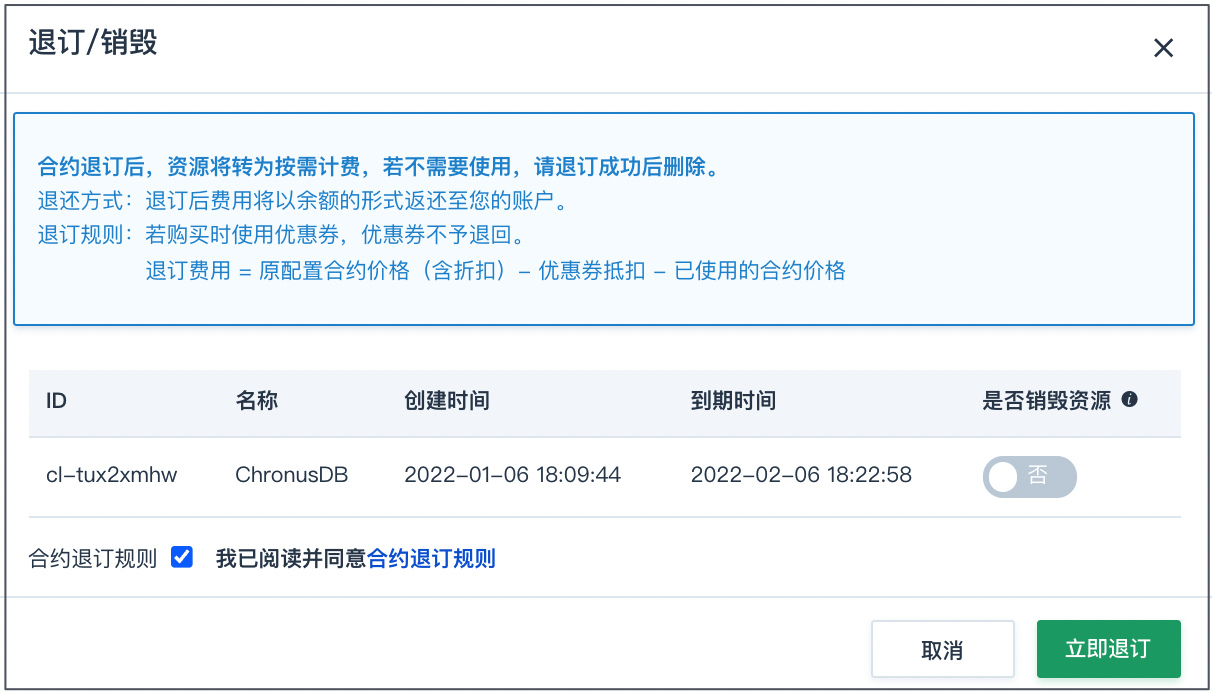 退订/销毁
合约退订后，资源将转为按需计费，若不需要使用，请退订成功后删除。
退还方式：退订后费用将以余额的形式返还至您的账户。
退订规则：若购买时使用优惠券，优惠券不予退回。
退订费用 = 原配置合约价格（含折扣）- 优惠券抵扣 - 已使用的合约价格
ID 名称 创建时间 到期时间 是否销毁资源
cl-tux2xmhw ChronusDB 2022-01-06 18:09:44 2022-02-06 18:22:58 否
合约退订规则 我已阅读并同意合约退订规则
取消 立即退订